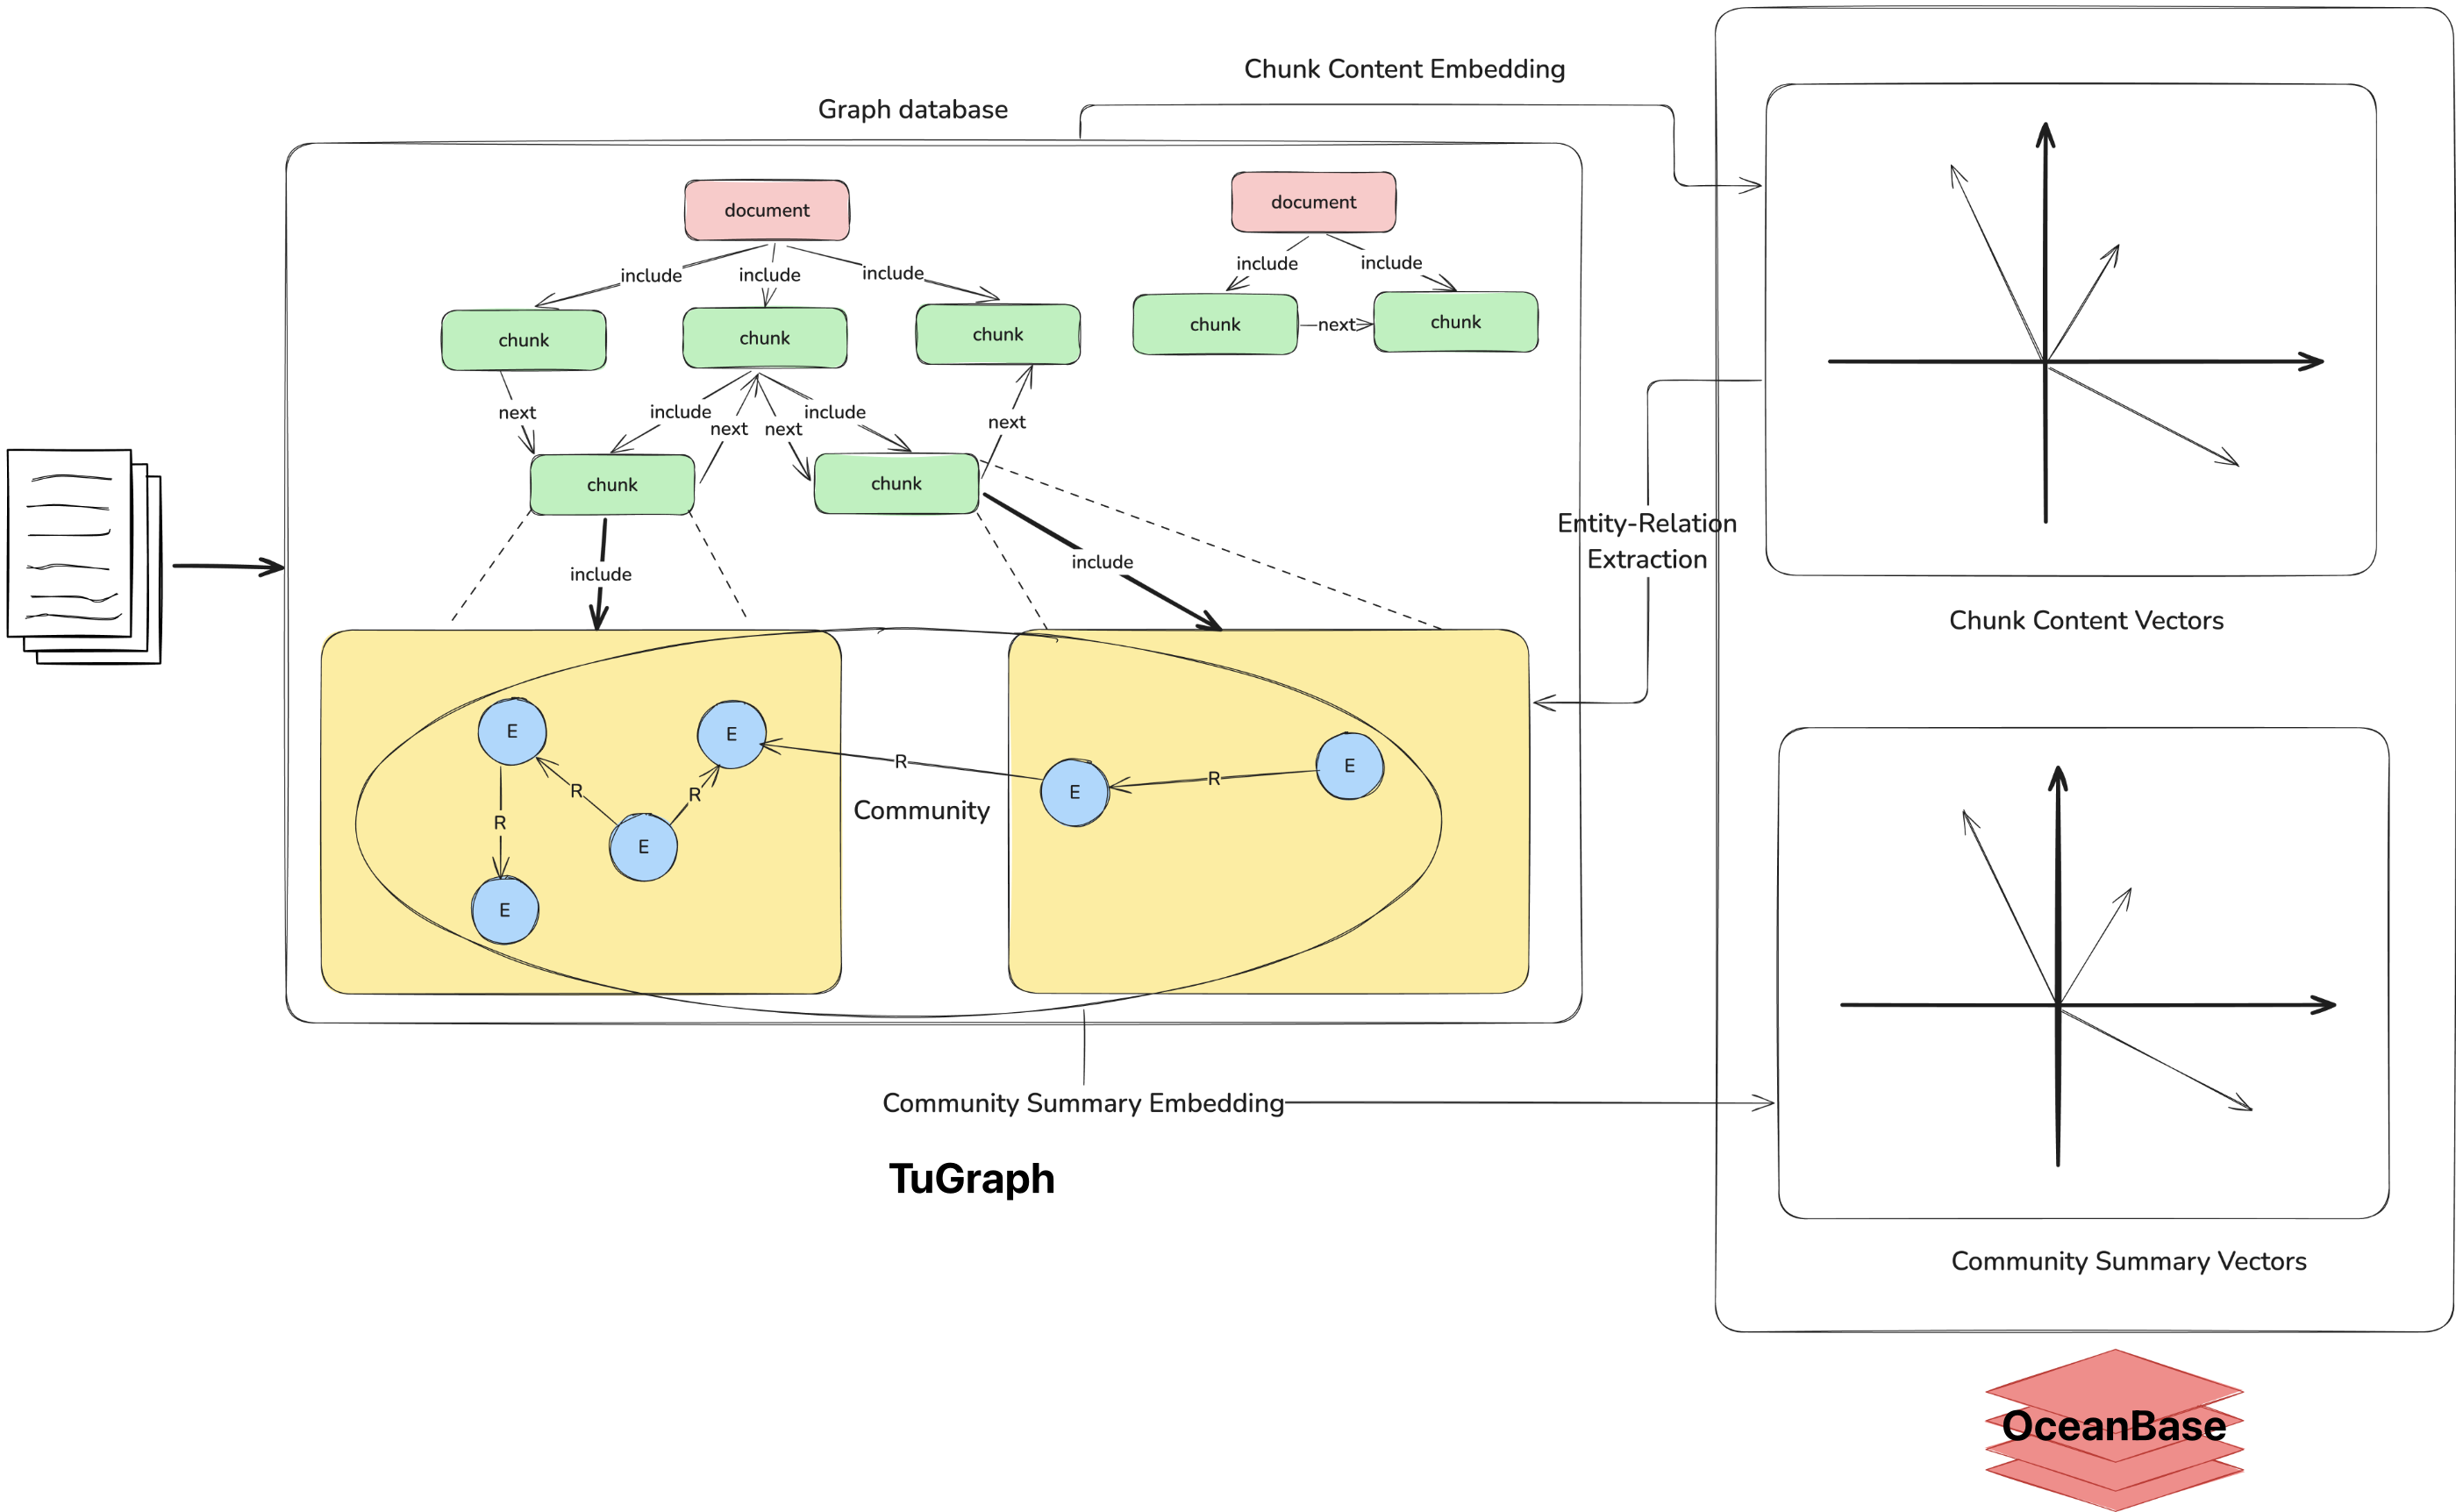 Chunk Content Embedding
Graph database
document
document
include
include
include
include
include
chunk
chunk
chunk
chunk
next
chunk
next
include
next
next
include
next
chunk
chunk
Entity-Relation
Extraction
include
include
Chunk Content Vectors
E
E
R
E
R
E
R
R
R
Community
E
E
Community Summary Embedding
TuGraph
Community Summary Vectors
OceanBase